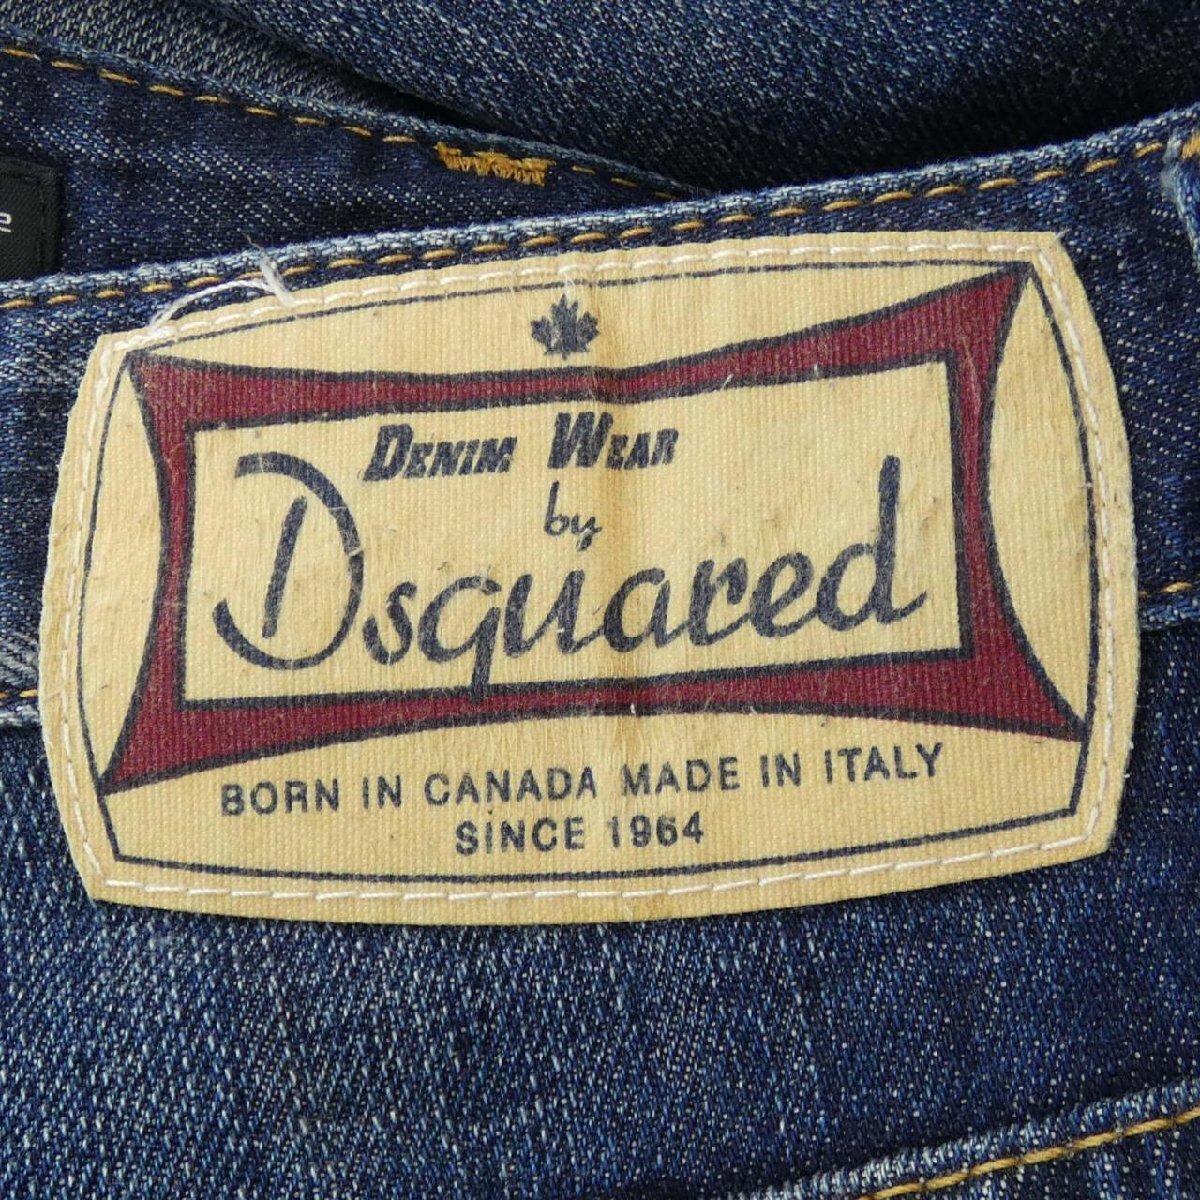 e
DENIM WEAR
by
Dsquared
BORN IN CANADA MADE IN ITALY
SINCE 1964